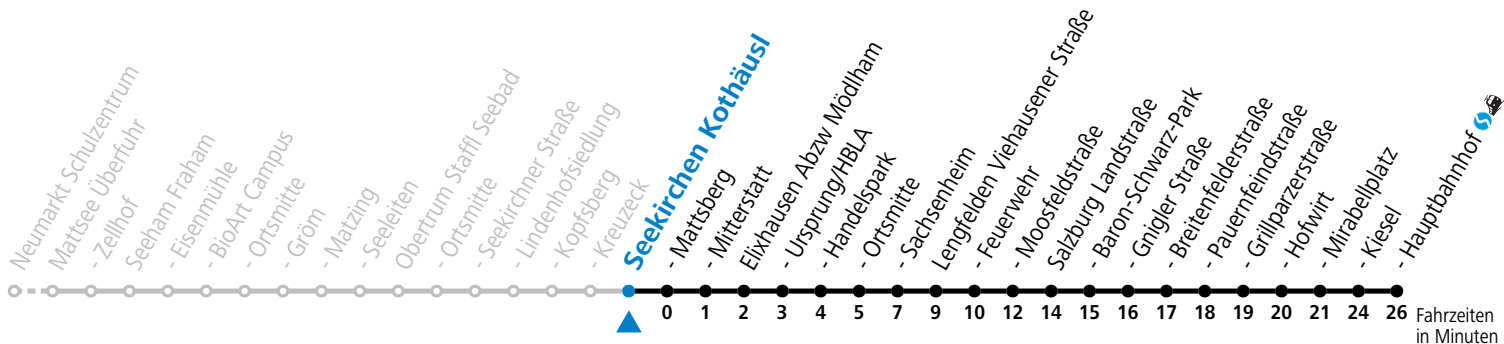 Neumarkt Schulzentrum
Mattsee Überfuhr
- Zellhof
Seeham Fraham
- Eisenmühle
- BioArt Campus
- Ortsmitte
- Gröm
- Matzing
- Seeleiten
Obertrum Staffl Seebad
- Ortsmitte
- Seekirchner Straße
- Lindenhofsiedlung
- Kopfsberg
- Kreuzeck
Seekirchen Kothäusl
- Mattsberg
- Mitterstatt
Elixhausen Abzw Mödlham
- Ursprung/HBLA
- Handelspark
- Ortsmitte
- Sachsenheim
Lengfelden Viehausener Straße
- Feuerwehr
- Moosfeldstraße
Salzburg Landstraße
- Baron-Schwarz-Park
- Gnigler Straße
- Breitenfelderstraße
- Pauernfeindstraße
- Grillparzerstraße
- Hofwirt
- Mirabellplatz
- Kiesel
- Hauptbahnhof
0 1 2 3 4 5 7 9 10 12 14 15 16 17 18 19 20 21 24 26 Fahrzeiten
in Minuten